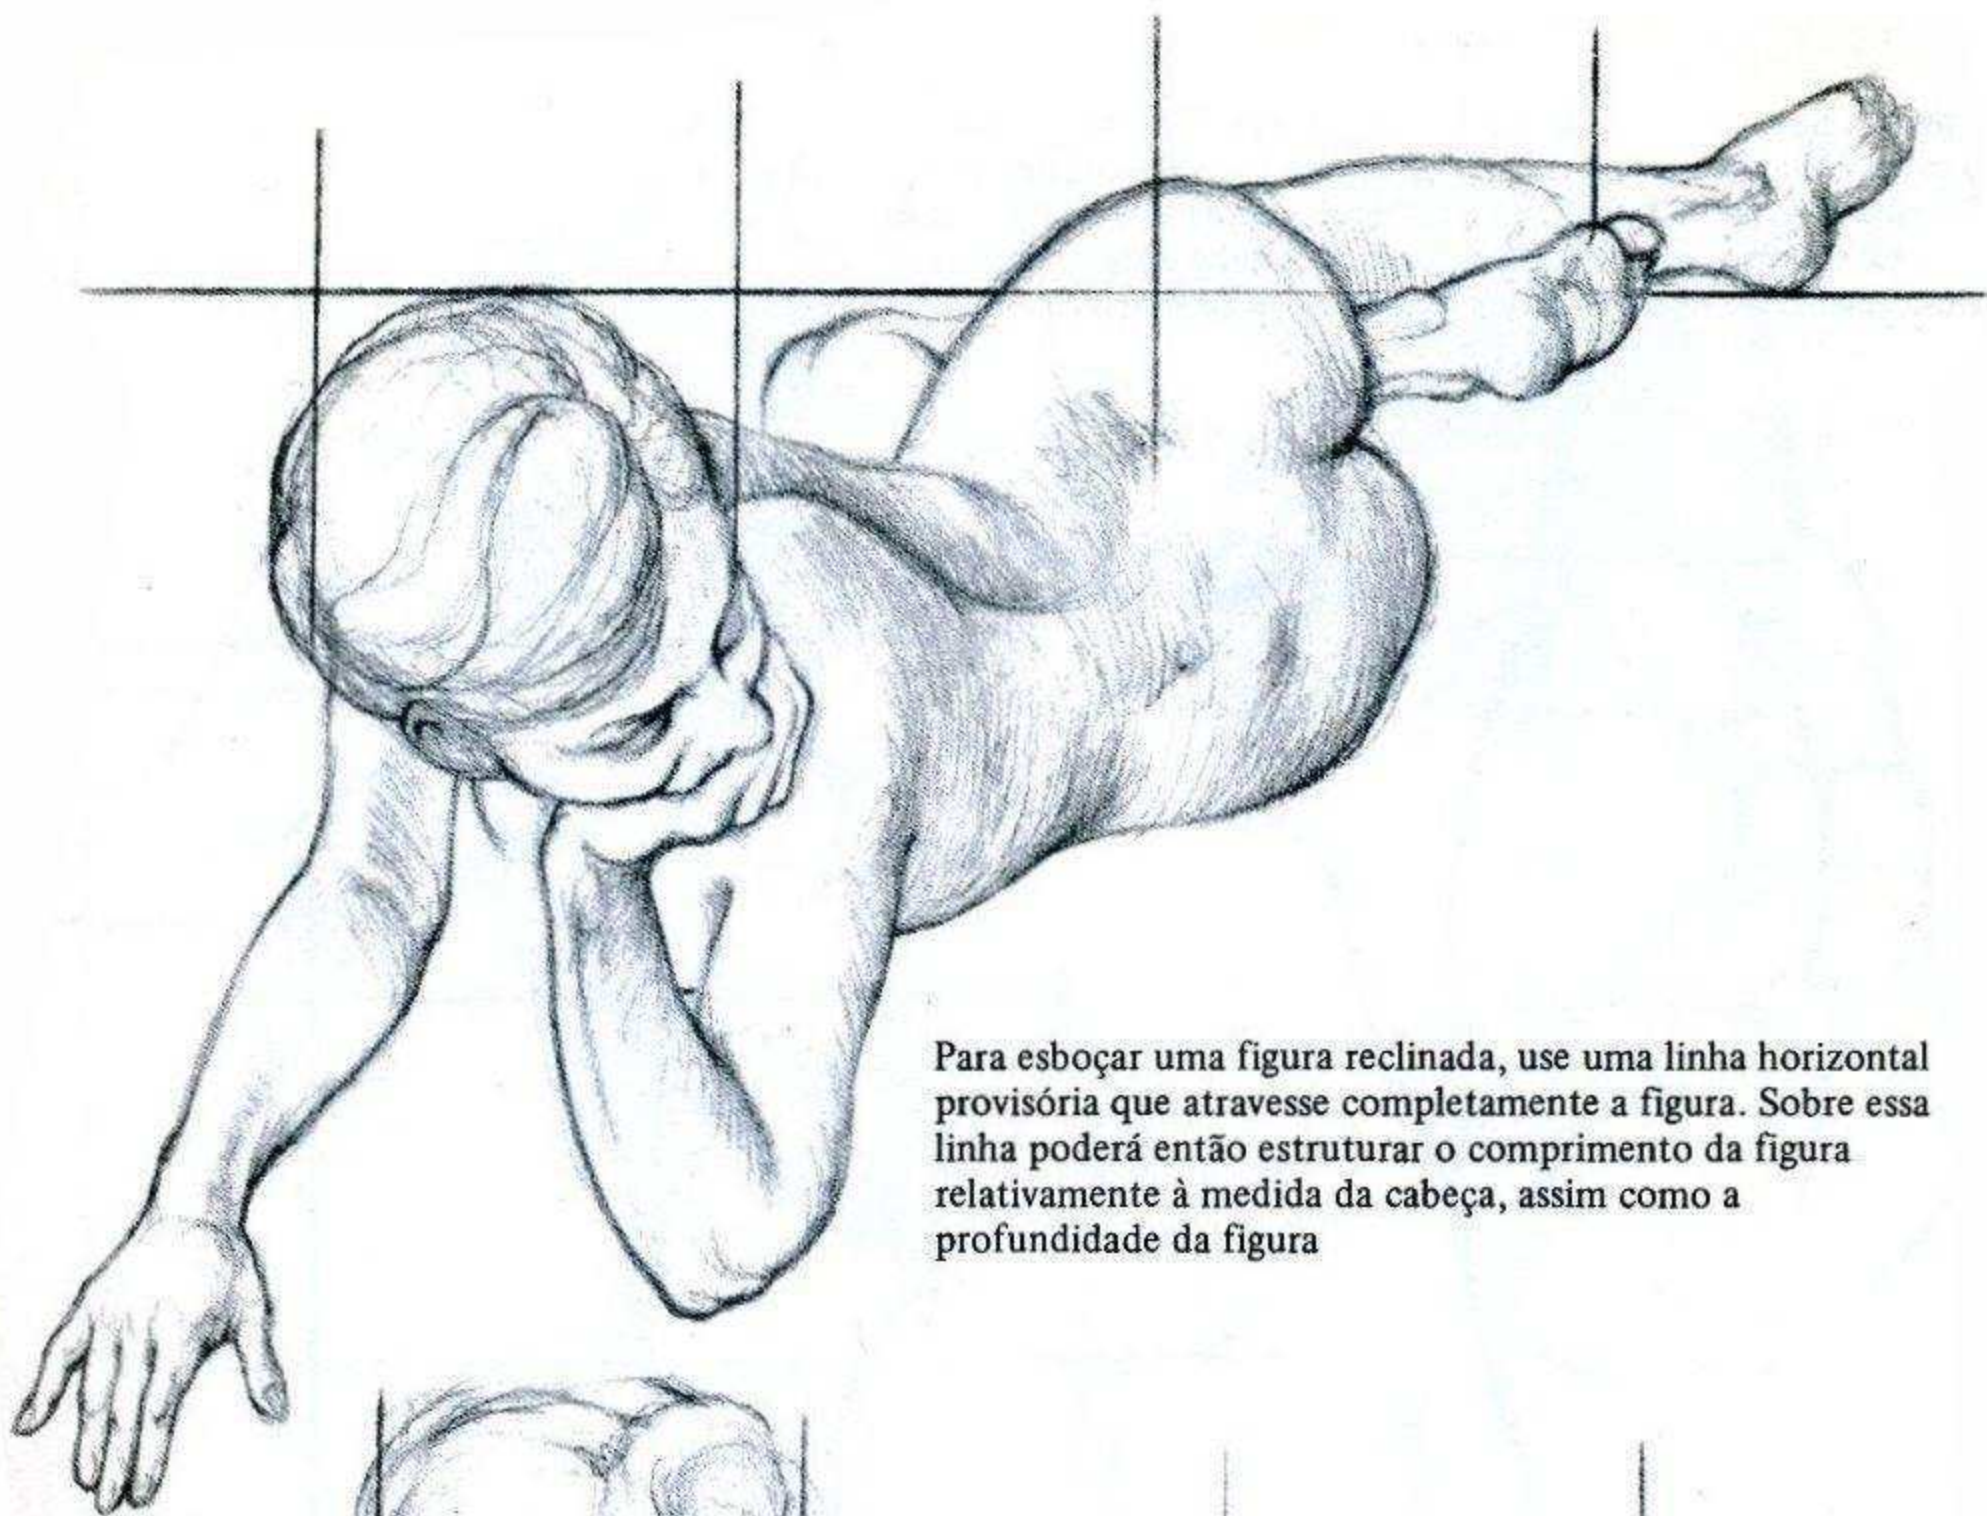 Para esboçar uma figura reclinada, use uma linha horizontal
provisória que atravesse completamente a figura. Sobre essa
linha poderá então estruturar o comprimento da figura
relativamente à medida da cabeça, assim como a
profundidade da figura